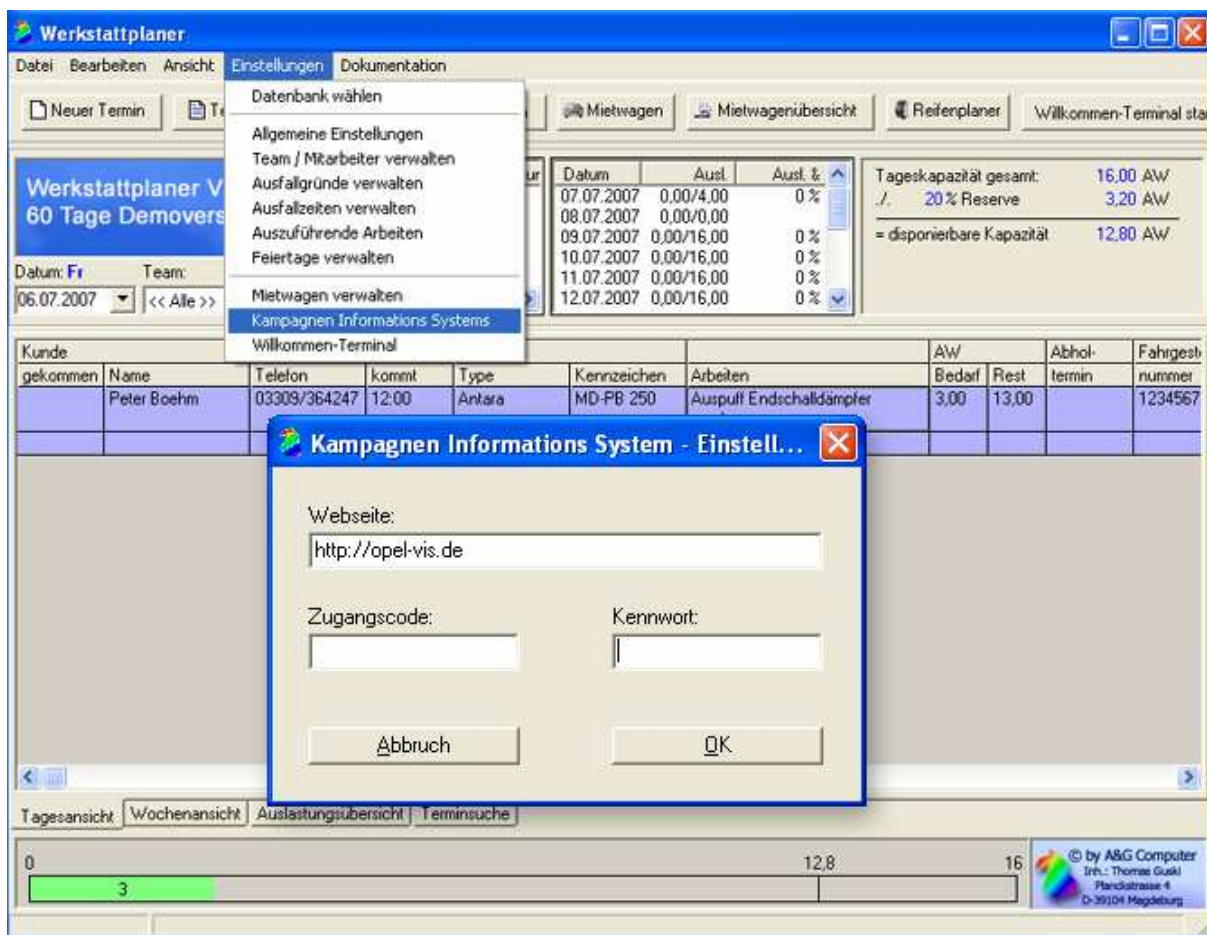 Werkstattplaner
Datei Bearbeiten Ansicht Einstellungen Dokumentation
Neuer Termin Mietwagen Mietwagenübersicht Reifenplaner Willkommen-Terminal sta
Datenbank wählen
Allgemeine Einstellungen
Team / Mitarbeiter verwalten
Ausfallgründe verwalten
Ausfallzeiten verwalten
Auszuführende Arbeiten
Feiertage verwalten
Mietwagen verwalten
Kampagnen Informations Systems
Willkommen-Terminal
Werkstattplaner V
60 Tage Demovers
Datum: Fr Team:
06.07.2007 << Alle >>
ur
Datum Ausl. Ausl. &
07.07.2007 0,00/4,00 0 %
08.07.2007 0,00/0,00
09.07.2007 0,00/16,00 0 %
10.07.2007 0,00/16,00 0 %
11.07.2007 0,00/16,00 0 %
12.07.2007 0,00/16,00 0 %
Tageskapazität gesamt: 16,00 AW
./. 20 % Reserve 3,20 AW
= disponierbare Kapazität 12,80 AW
Kunde AW Abhol- Fahrgest
gekommen Name Telefon kommt Type Kennzeichen Arbeiten Bedarf Rest termin nummer
Peter Boehm 03309/364247 12:00 Antara MD-PB 250 Auspuff Endschalldämpfer 3,00 13,00 1234567
Kampagnen Informations System - Einstell...
Webseite:
http://opel-vis.de
Zugangscode: Kennwort:
Abbruch OK
Tagesansicht Wochenansicht Auslastungsübersicht Terminsuche
0 12,8 16
3
© by A&G Computer
Inh.: Thomas Guskl
Planckstrasse 4
D-39104 Magdeburg